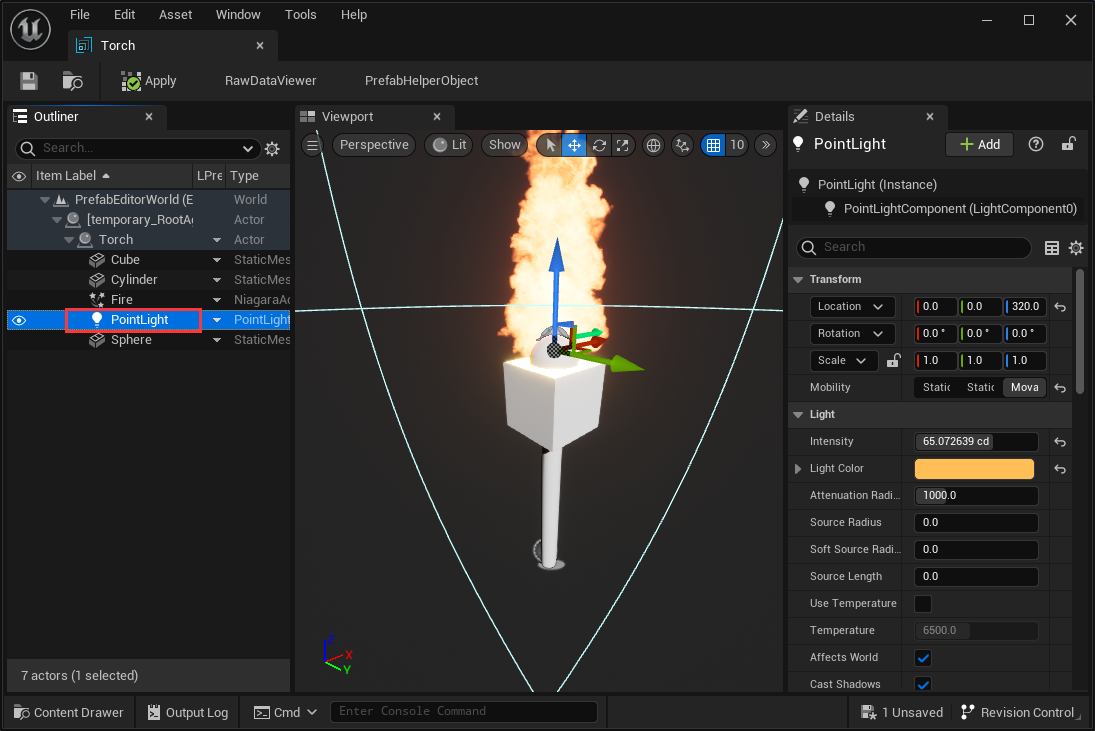 File Edit Asset Window Tools Help
Torch
Apply RawDataViewer PrefabHelperObject
Outliner
Search...
Item Label LPre Type
PrefabEditorWorld (E World
[temporary_RootA Actor
Torch Actor
Cube StaticMes
Cylinder StaticMes
Fire NiagaraAc
PointLight PointLight
Sphere StaticMes
7 actors (1 selected)
Viewport
Perspective Lit Show 10
Z
X
Y
Details
PointLight Add
PointLight (Instance)
PointLightComponent (LightComponent0)
Search
Transform
Location 0.0 0.0 320.0
Rotation 0.0 ° 0.0 ° 0.0 °
Scale 1.0 1.0 1.0
Mobility Static Static Mova
Light
Intensity 65.072639 cd
Light Color
Attenuation Radi... 1000.0
Source Radius 0.0
Soft Source Radi... 0.0
Source Length 0.0
Use Temperature
Temperature 6500.0
Affects World
Cast Shadows
Content Drawer Output Log Cmd Enter Console Command 1 Unsaved Revision Control